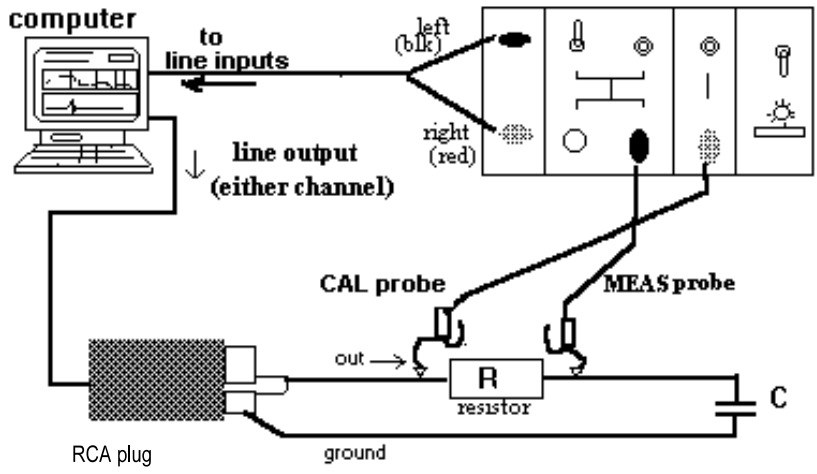 computer
to
line inputs
left
(blk)
right
(red)
line output
(either channel)
CAL probe
MEAS probe
out
R
resistor
C
ground
RCA plug